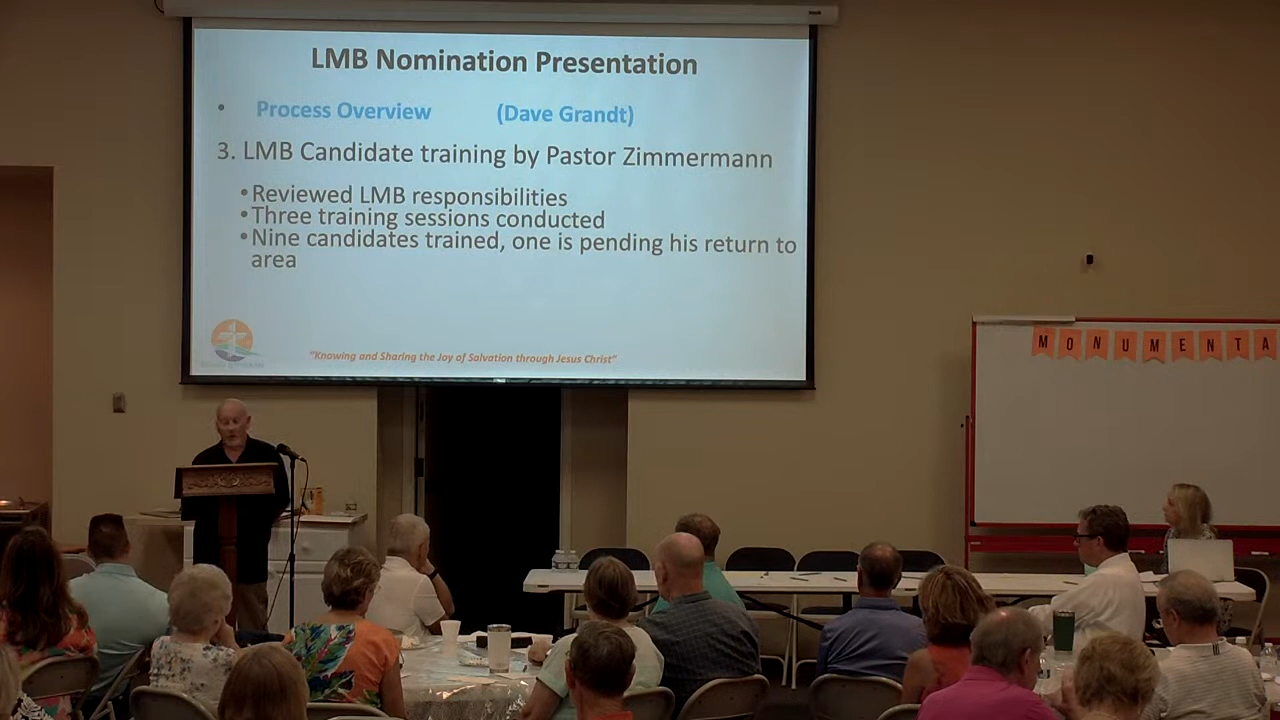 LMB Nomination Presentation
• Process Overview (Dave Grandt)
3. LMB Candidate training by Pastor Zimmermann
•Reviewed LMB responsibilities
•Three training sessions conducted
•Nine candidates trained, one is pending his return to
area
"Knowing and Sharing the Joy of Salvation through Jesus Christ"
MONUMENTA